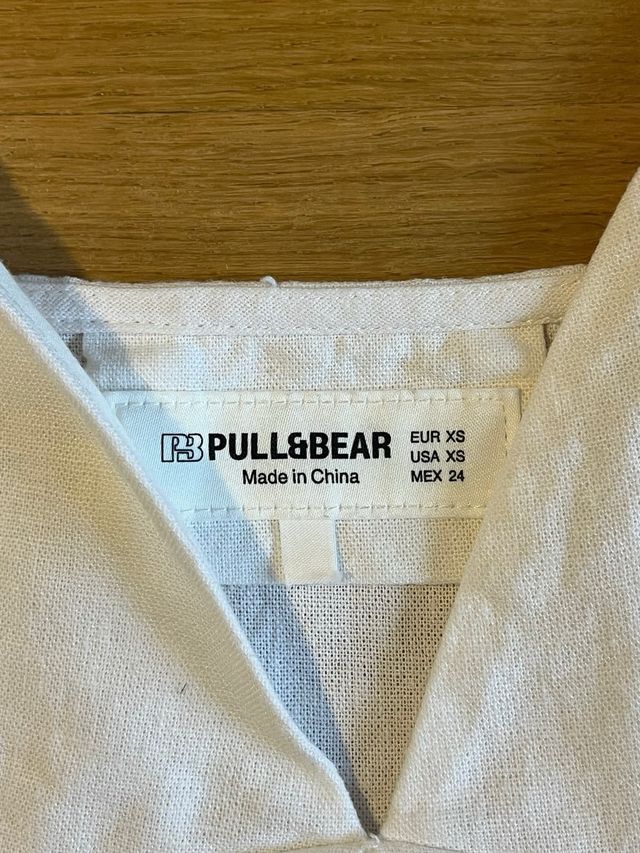 PB PULL&BEAR
Made in China
EUR XS
USA XS
MEX 24